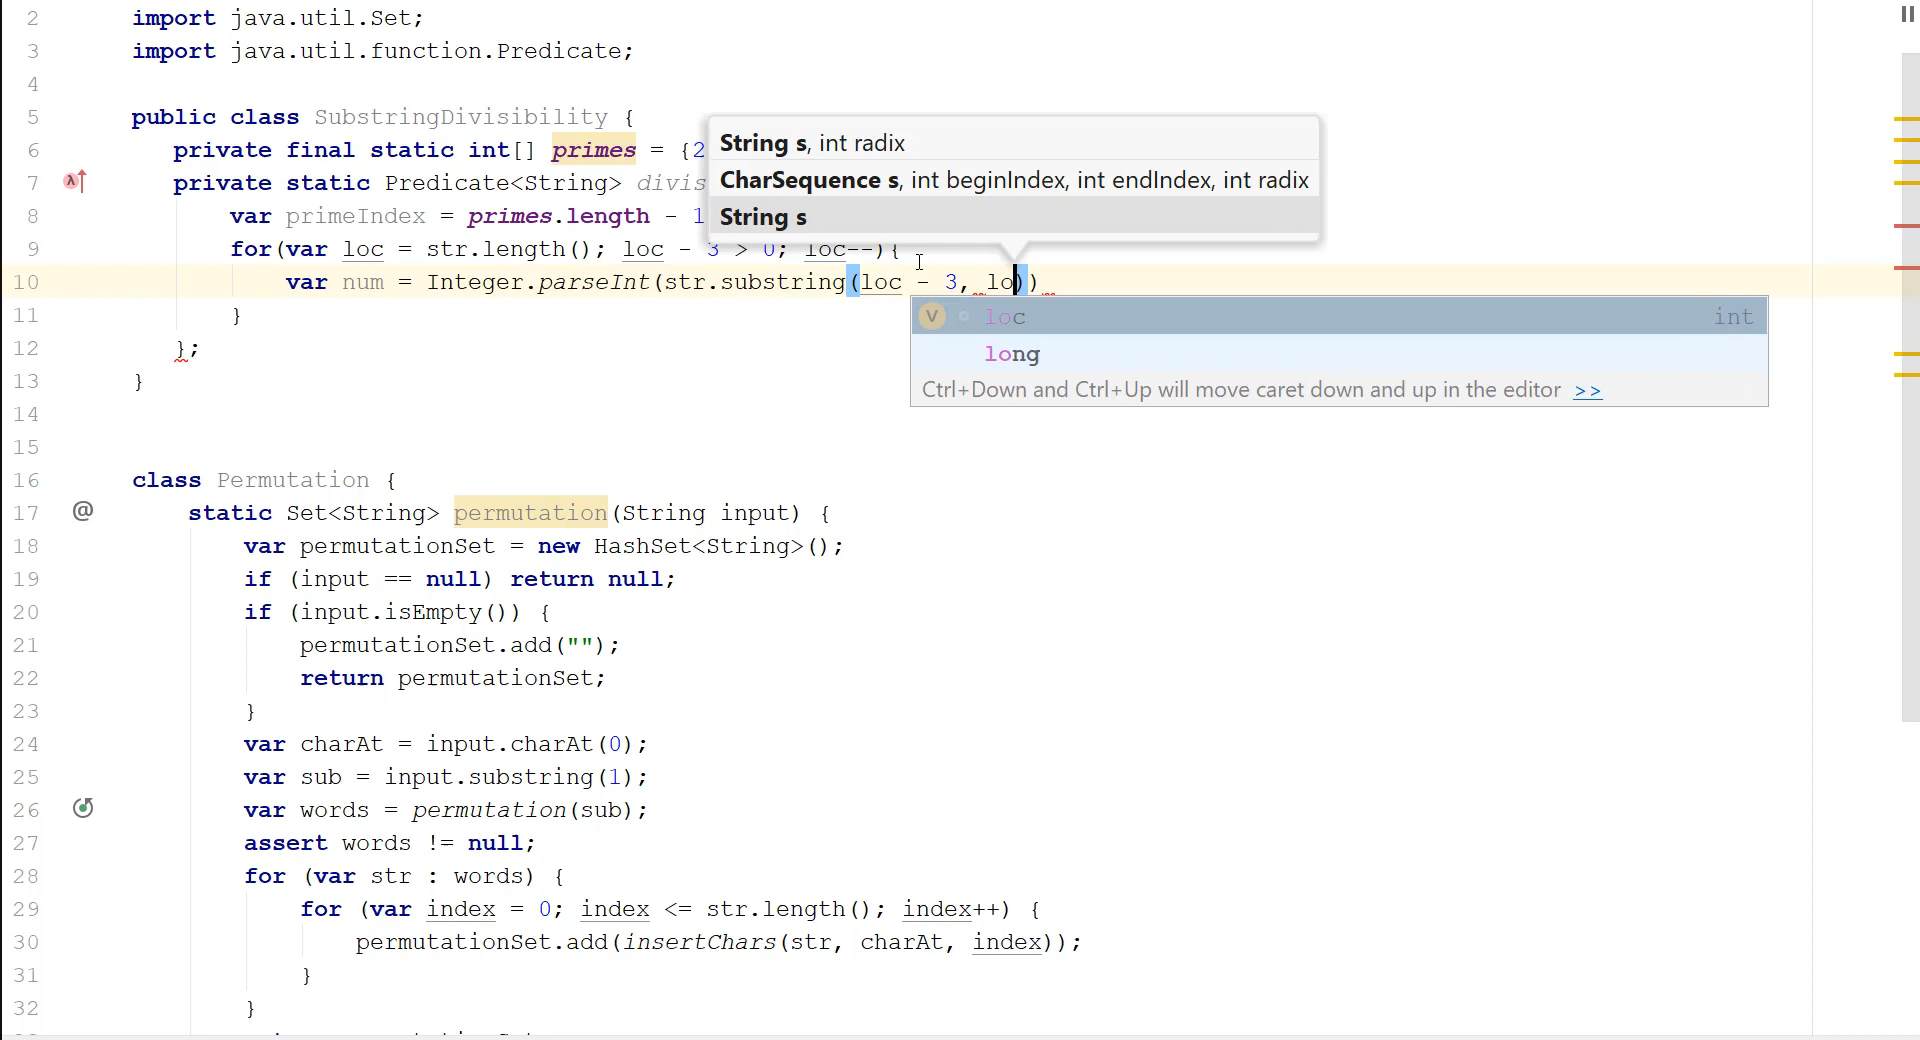 2 import java.util.Set;
3 import java.util.function.Predicate;
4
5 public class SubstringDivisibility {
6 private final static int[] primes = {2
7 private static Predicate<String> divis
8 var primeIndex = primes.length - 1
9 for(var loc = str.length(); loc - 3 > 0; loc--){
10 var num = Integer.parseInt(str.substring(loc - 3, lo))
11 }
12 };
13 }
14
15
16 class Permutation {
17 @ static Set<String> permutation(String input) {
18 var permutationSet = new HashSet<String>();
19 if (input == null) return null;
20 if (input.isEmpty()) {
21 permutationSet.add("");
22 return permutationSet;
23 }
24 var charAt = input.charAt(0);
25 var sub = input.substring(1);
26 var words = permutation(sub);
27 assert words != null;
28 for (var str : words) {
29 for (var index = 0; index <= str.length(); index++) {
30 permutationSet.add(insertChars(str, charAt, index));
31 }
32 }
String s, int radix
CharSequence s, int beginIndex, int endIndex, int radix
String s
V loc int
long
Ctrl+Down and Ctrl+Up will move caret down and up in the editor >>